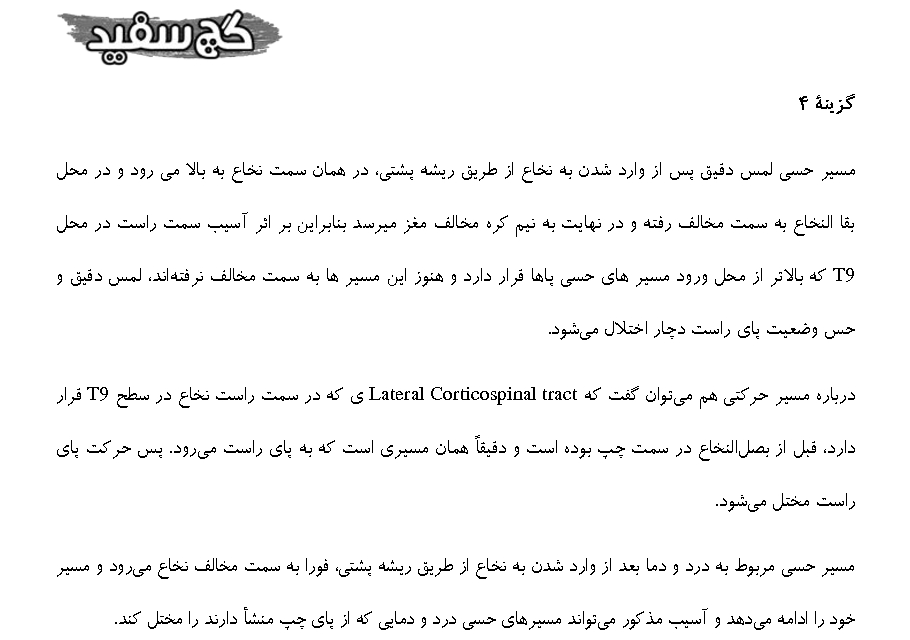 گچ سفید
گزینهٔ ۴
مسیر حسی لمس دقیق پس از وارد شدن به نخاع از طریق ریشه پشتی، در همان سمت نخاع به بالا می رود و در محل
بقا النخاع به سمت مخالف رفته و در نهایت به نیم کره مخالف مغز میرسد بنابراین بر اثر آسیب سمت راست در محل
T9 که بالاتر از محل ورود مسیر های حسی پاها قرار دارد و هنوز این مسیر ها به سمت مخالف نرفته‌اند، لمس دقیق و
حس وضعیت پای راست دچار اختلال می‌شود.
درباره مسیر حرکتی هم می‌توان گفت که Lateral Corticospinal tract ی که در سمت راست نخاع در سطح T9 قرار
دارد، قبل از بصل‌النخاع در سمت چپ بوده است و دقیقاً همان مسیری است که به پای راست می‌رود. پس حرکت پای
راست مختل می‌شود.
مسیر حسی مربوط به درد و دما بعد از وارد شدن به نخاع از طریق ریشه پشتی، فورا به سمت مخالف نخاع می‌رود و مسیر
خود را ادامه می‌دهد و آسیب مذکور می‌تواند مسیرهای حسی درد و دمایی که از پای چپ منشأ دارند را مختل کند.